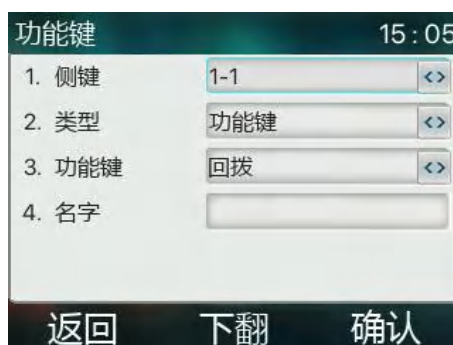 功能键 15:05
1. 侧键 1-1
2. 类型 功能键
3. 功能键 回拨
4. 名字
返回 下翻 确认